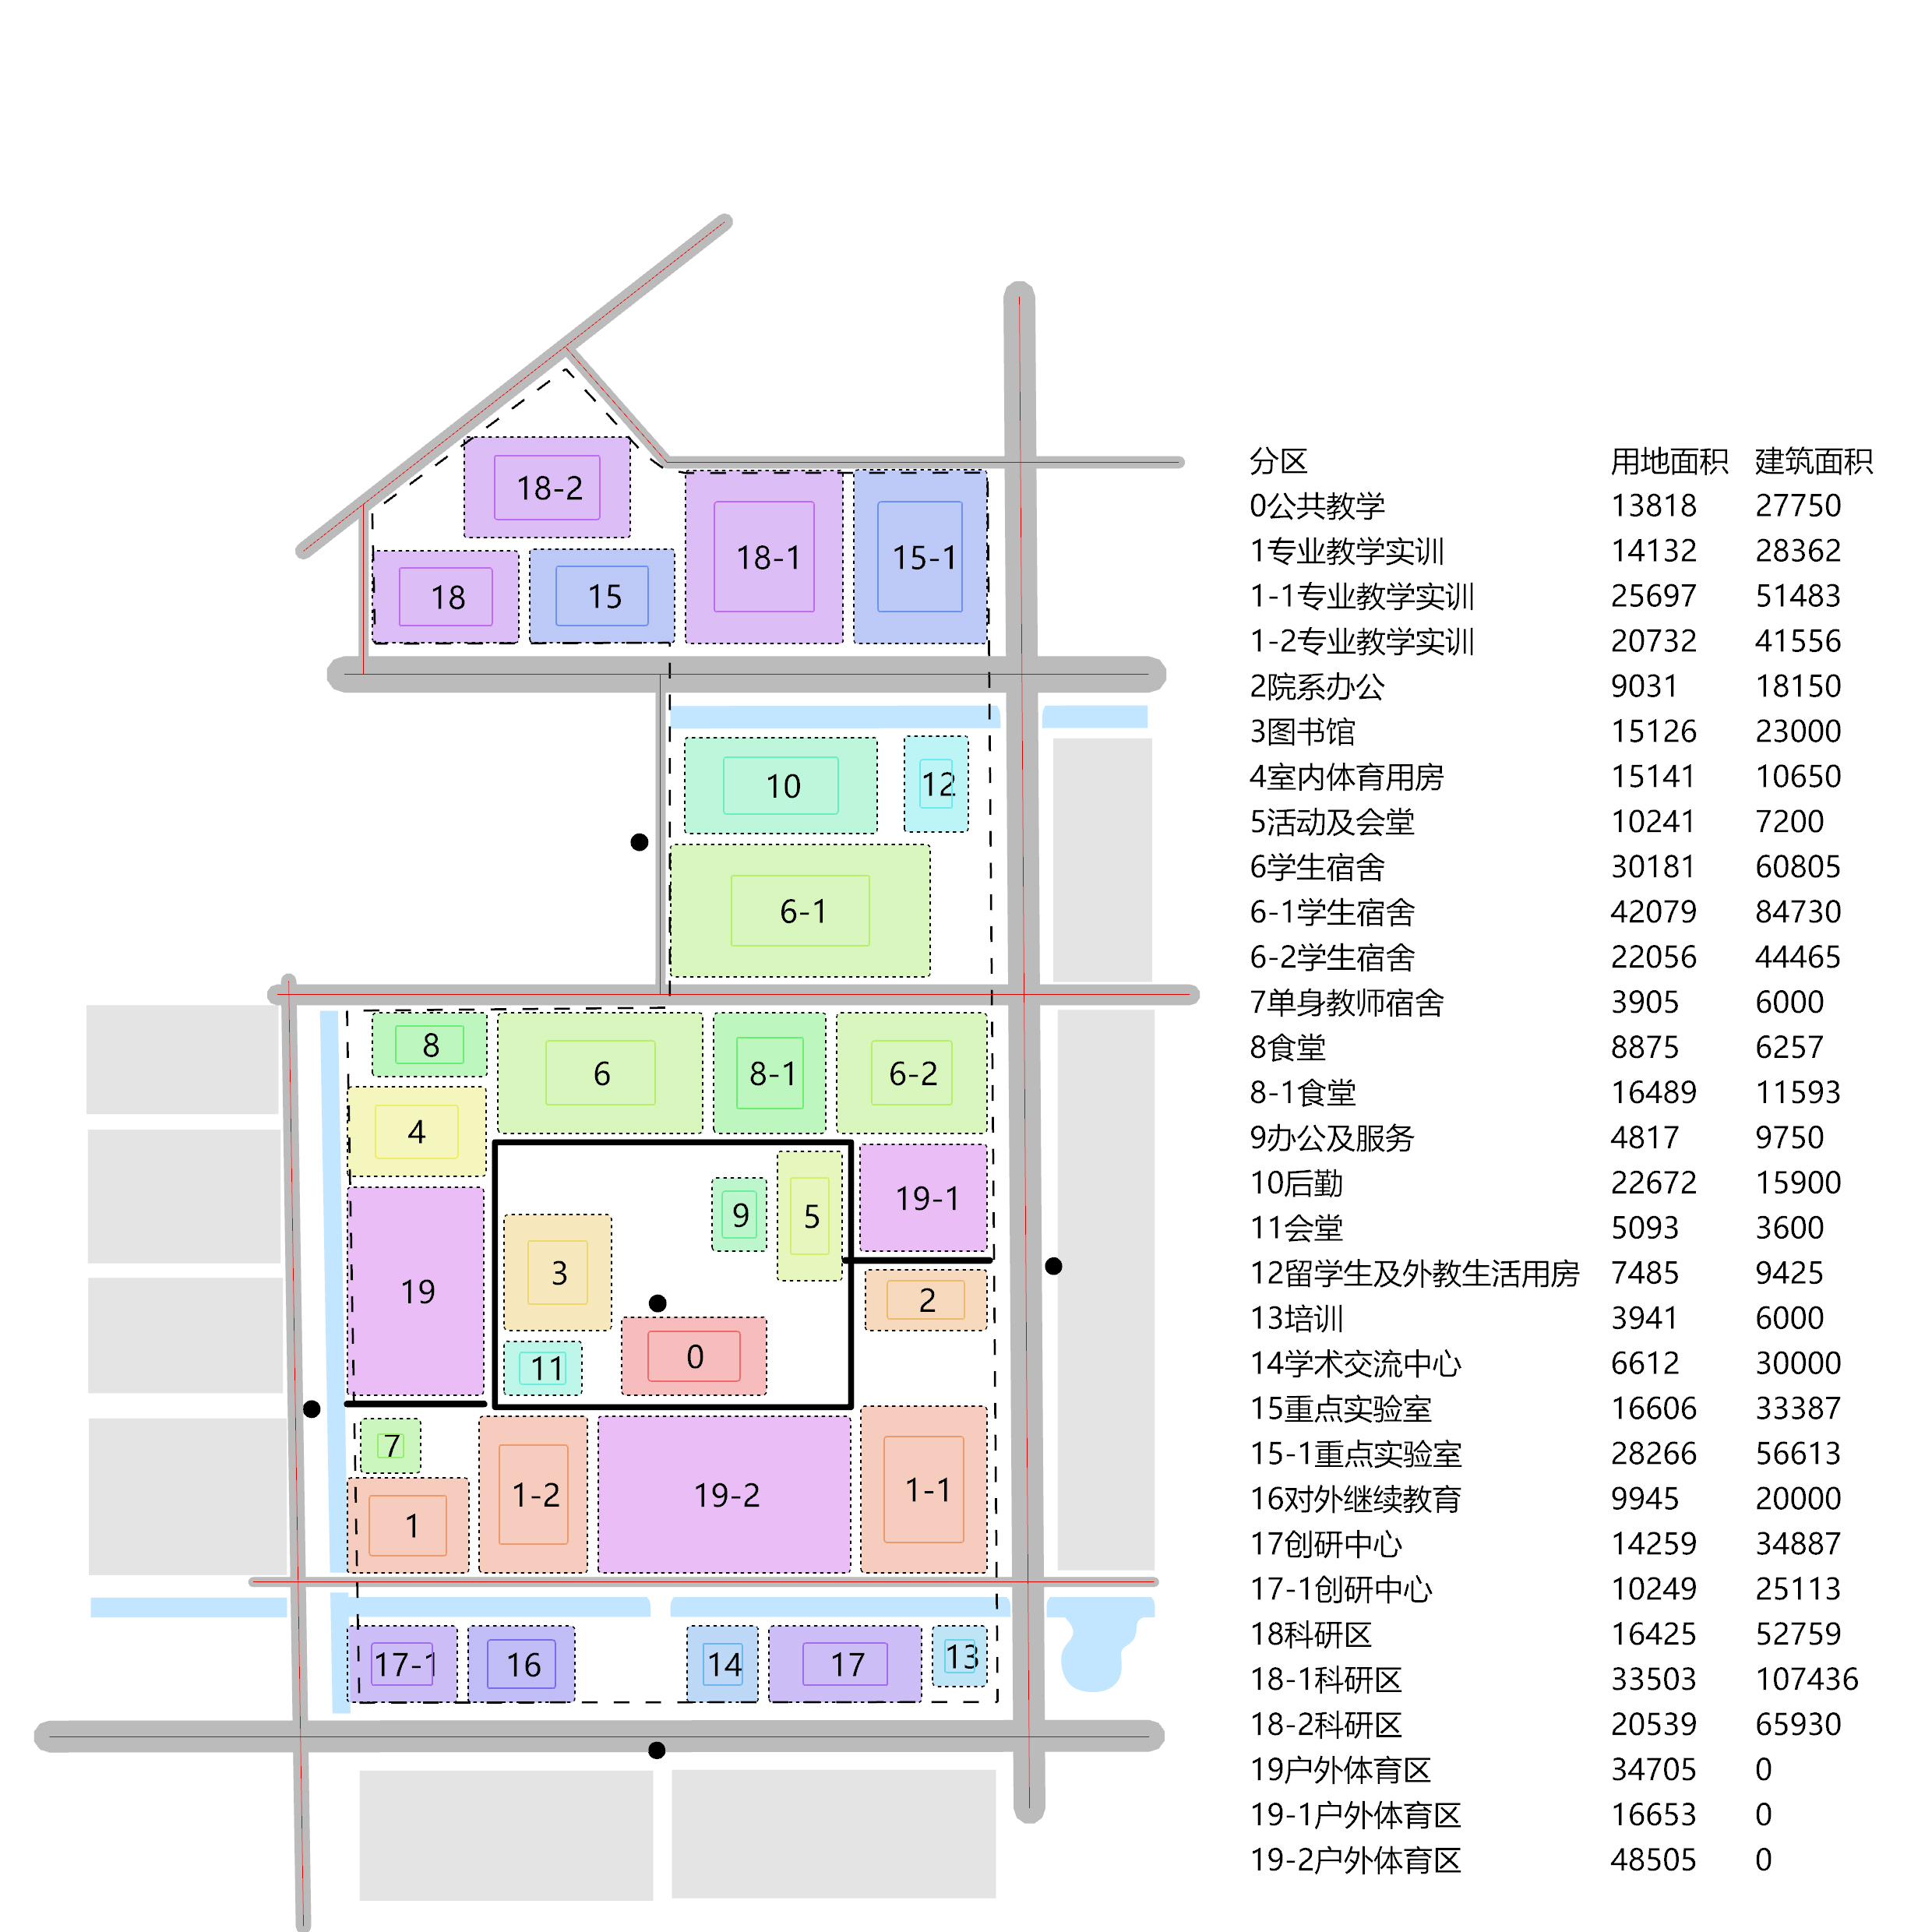 18-2
18-1
15-1
18
15
10
12
6-1
8
6
8-1
6-2
4
19-1
9
5
3
19
2
0
11
7
1-2
19-2
1-1
1
17-1
16
14
17
13
分区 用地面积 建筑面积
0公共教学 13818 27750
1专业教学实训 14132 28362
1-1专业教学实训 25697 51483
1-2专业教学实训 20732 41556
2院系办公 9031 18150
3图书馆 15126 23000
4室内体育用房 15141 10650
5活动及会堂 10241 7200
6学生宿舍 30181 60805
6-1学生宿舍 42079 84730
6-2学生宿舍 22056 44465
7单身教师宿舍 3905 6000
8食堂 8875 6257
8-1食堂 16489 11593
9办公及服务 4817 9750
10后勤 22672 15900
11会堂 5093 3600
12留学生及外教生活用房 7485 9425
13培训 3941 6000
14学术交流中心 6612 30000
15重点实验室 16606 33387
15-1重点实验室 28266 56613
16对外继续教育 9945 20000
17创研中心 14259 34887
17-1创研中心 10249 25113
18科研区 16425 52759
18-1科研区 33503 107436
18-2科研区 20539 65930
19户外体育区 34705 0
19-1户外体育区 16653 0
19-2户外体育区 48505 0